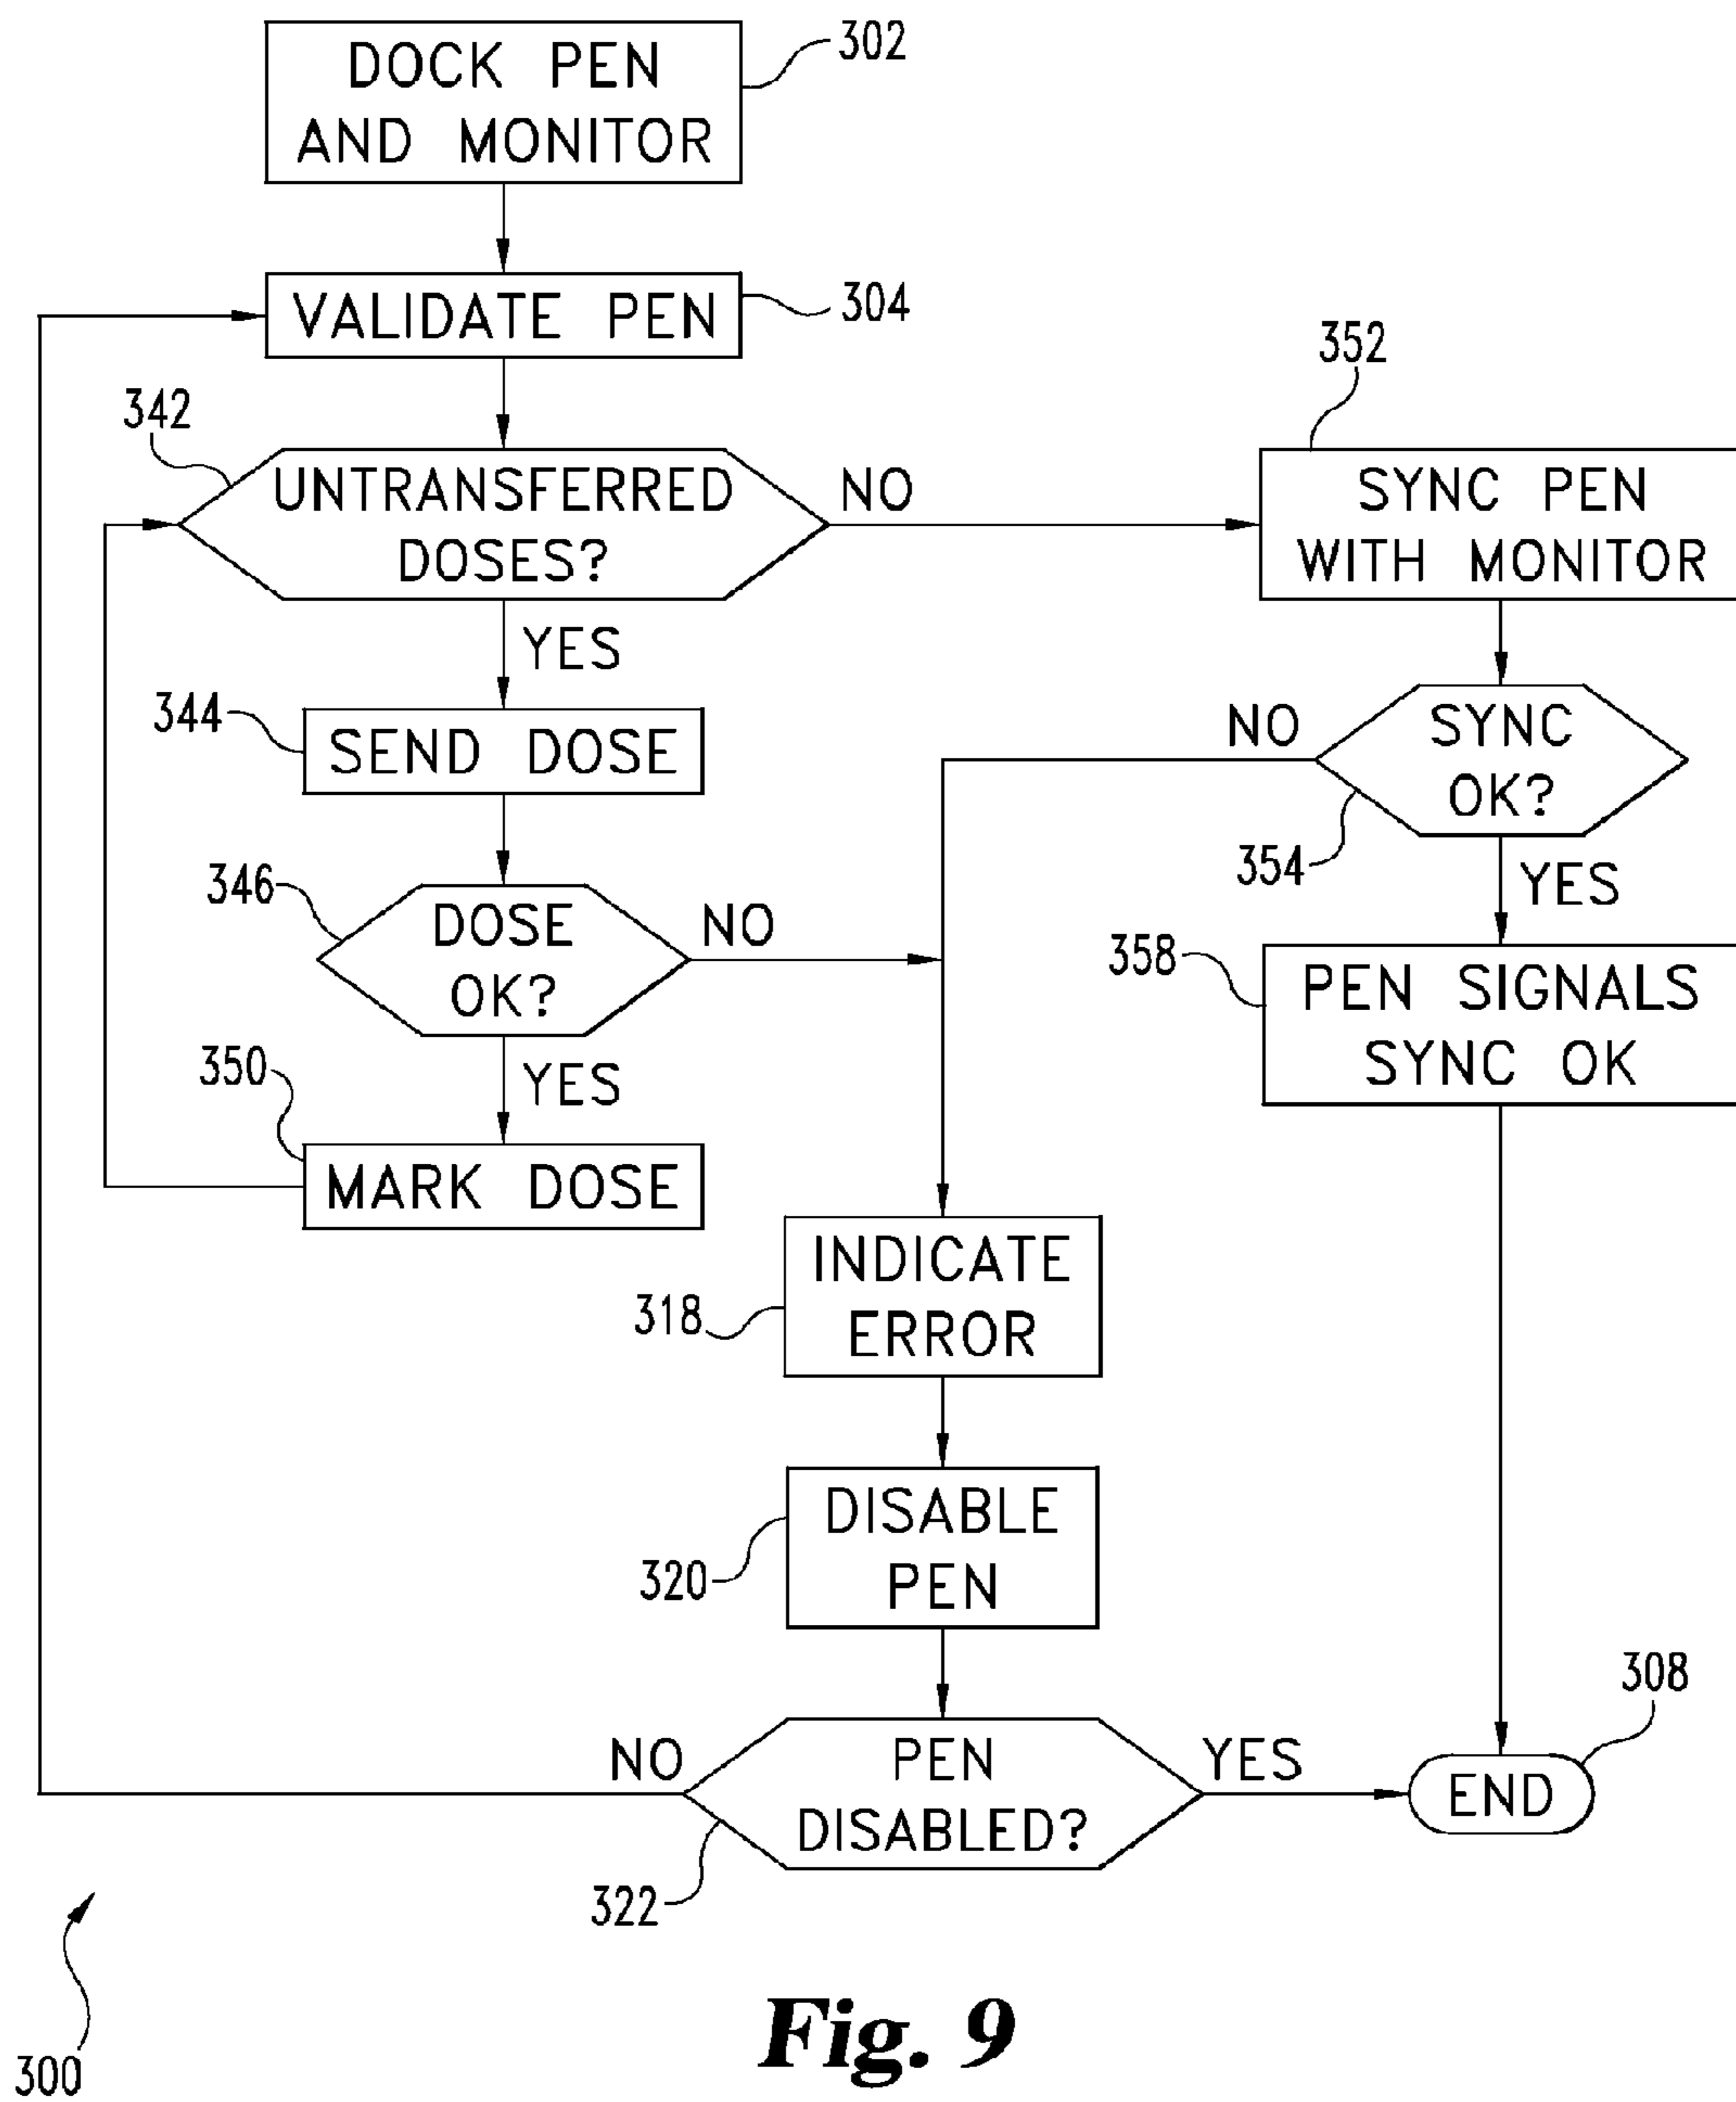 DOCK PEN
AND MONITOR
302
VALIDATE PEN
304
342
UNTRANSFERRED
DOSES?
NO
YES
352
SYNC PEN
WITH MONITOR
344
SEND DOSE
NO
SYNC
OK?
354
YES
346
DOSE
OK?
NO
YES
358
PEN SIGNALS
SYNC OK
350
MARK DOSE
INDICATE
ERROR
318
DISABLE
PEN
320
NO
PEN
DISABLED?
YES
322
308
END
300
Fig. 9